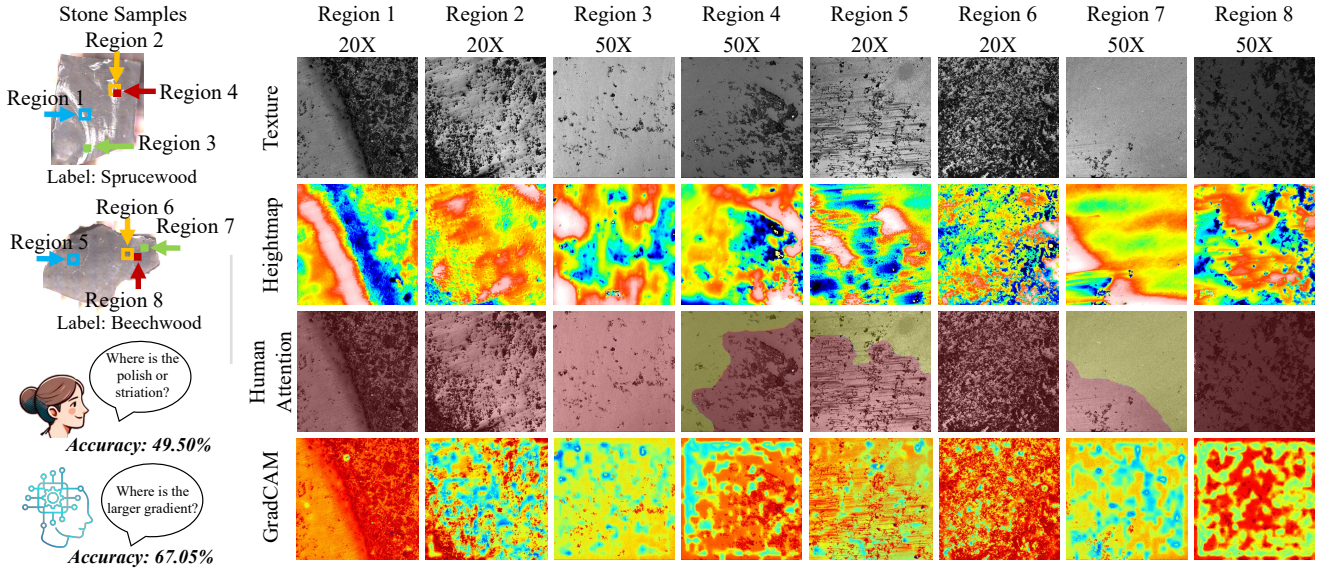 Stone Samples
Region 2
Region 1
Region 4
Region 3
Label: Sprucewood
Region 6
Region 5
Region 7
Region 8
Label: Beechwood
Where is the
polish or
striation?
Accuracy: 49.50%
Where is the
larger gradient?
Accuracy: 67.05%
Region 1 Region 2 Region 3 Region 4 Region 5 Region 6 Region 7 Region 8
20X 20X 50X 50X 20X 20X 50X 50X
Texture
Heightmap
Human
Attention
GradCAM